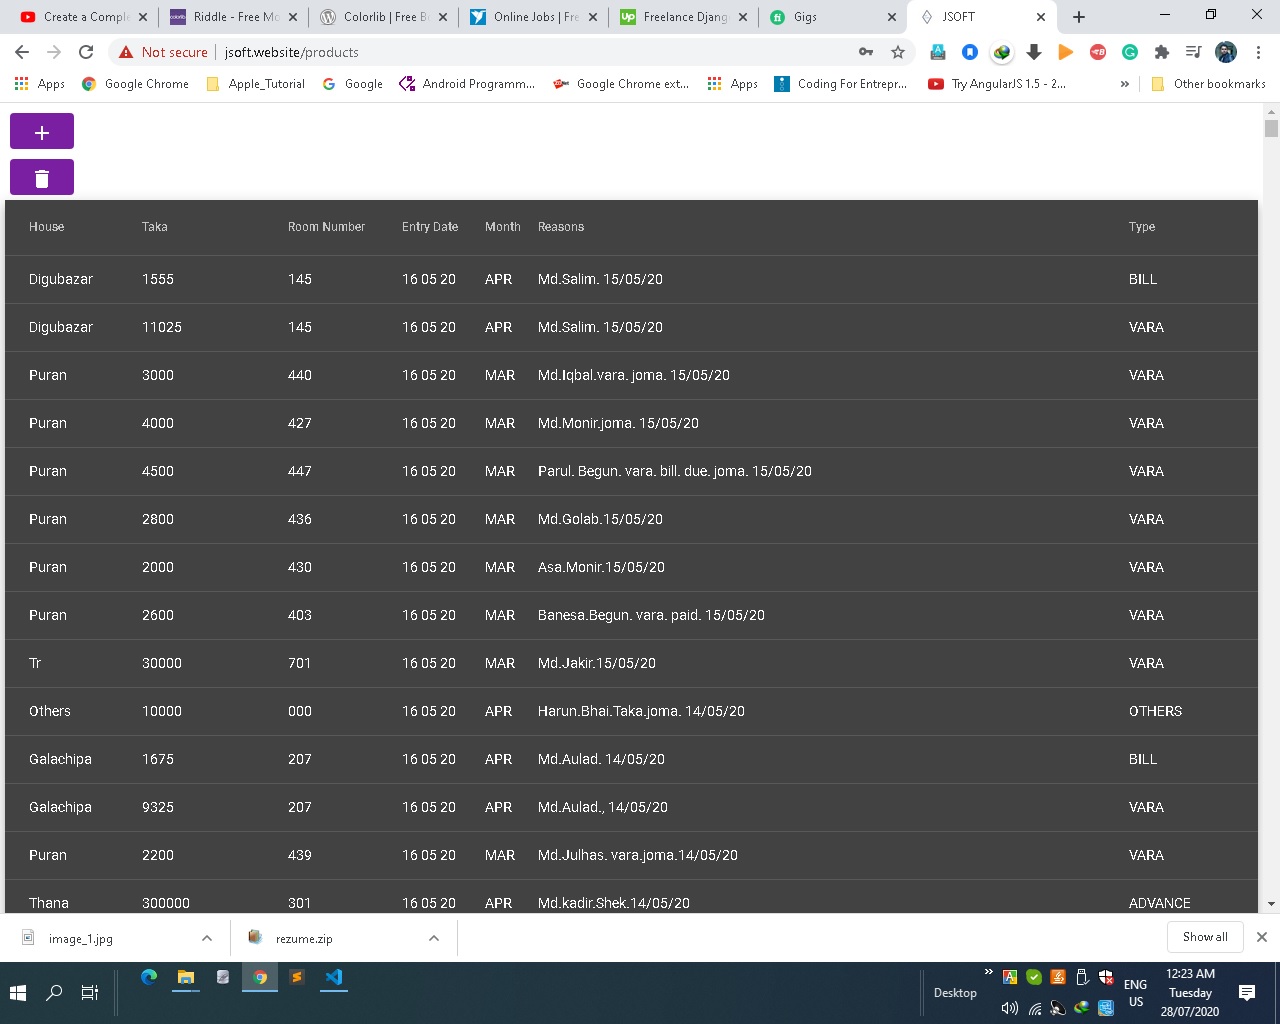 Create a Comple
Riddle - Free Mo
Colorlib | Free B
Online Jobs | Fre
Freelance Djang
Gigs
JSOFT
Not secure | jsoft.website/products
Apps Google Chrome Apple_Tutorial Google Android Programm... Google Chrome ext... Apps Coding For Entrepr... Try AngularJS 1.5 - 2... » Other bookmarks
House Taka Room Number Entry Date Month Reasons Type
Digubazar 1555 145 16 05 20 APR Md.Salim. 15/05/20 BILL
Digubazar 11025 145 16 05 20 APR Md.Salim. 15/05/20 VARA
Puran 3000 440 16 05 20 MAR Md.Iqbal.vara. joma. 15/05/20 VARA
Puran 4000 427 16 05 20 MAR Md.Monir.joma. 15/05/20 VARA
Puran 4500 447 16 05 20 MAR Parul. Begun. vara. bill. due. joma. 15/05/20 VARA
Puran 2800 436 16 05 20 MAR Md.Golab.15/05/20 VARA
Puran 2000 430 16 05 20 MAR Asa.Monir.15/05/20 VARA
Puran 2600 403 16 05 20 MAR Banesa.Begun. vara. paid. 15/05/20 VARA
Tr 30000 701 16 05 20 MAR Md.Jakir.15/05/20 VARA
Others 10000 000 16 05 20 APR Harun.Bhai.Taka.joma. 14/05/20 OTHERS
Galachipa 1675 207 16 05 20 APR Md.Aulad. 14/05/20 BILL
Galachipa 9325 207 16 05 20 APR Md.Aulad., 14/05/20 VARA
Puran 2200 439 16 05 20 MAR Md.Julhas. vara.joma.14/05/20 VARA
Thana 300000 301 16 05 20 APR Md.kadir.Shek.14/05/20 ADVANCE
image_1.jpg rezume.zip Show all
Desktop
ENG
US
12:23 AM
Tuesday
28/07/2020